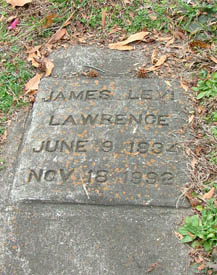 JAMES LEVI
LAWRENCE
JUNE 9 1934
NOV. 18 1992